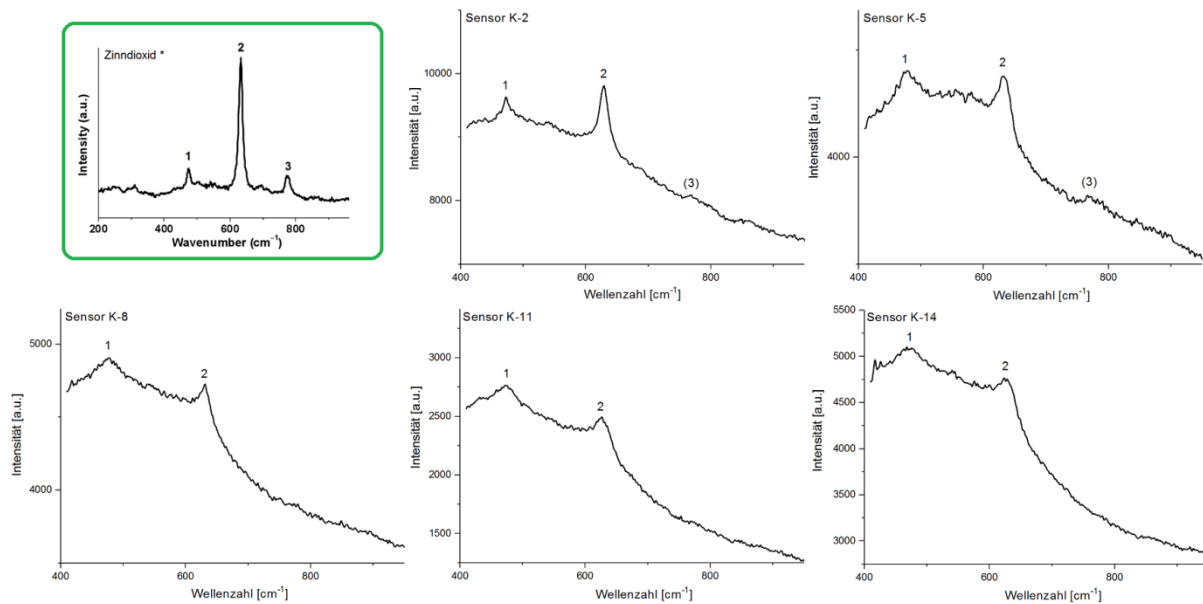 Zinndioxid *
Intensity (a.u.)
1
2
3
200 400 600 800
Wavenumber (cm⁻¹)
Sensor K-2
Intensität [a.u.]
10000
8000
1
2
(3)
400 600 800
Wellenzahl [cm⁻¹]
Sensor K-5
Intensität [a.u.]
4000
1
2
(3)
400 500 600 700 800 900
Wellenzahl [cm⁻¹]
Sensor K-8
Intensität [a.u.]
5000
4000
1
2
400 600 800
Wellenzahl [cm⁻¹]
Sensor K-11
Intensität [a.u.]
3000
2500
2000
1500
1
2
400 600 800
Wellenzahl [cm⁻¹]
Sensor K-14
Intensität [a.u.]
5500
5000
4500
4000
3500
3000
1
2
400 600 800
Wellenzahl [cm⁻¹]